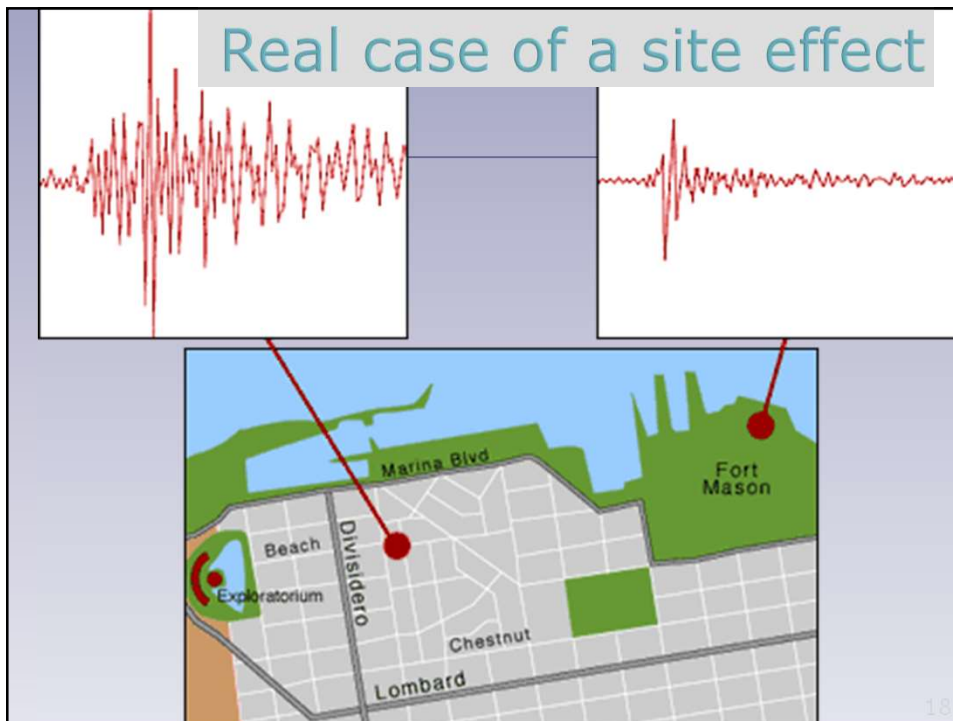 Real case of a site effect
Marina Blvd
Fort
Mason
Beach
Divisidero
Exploratorium
Chestnut
Lombard
18